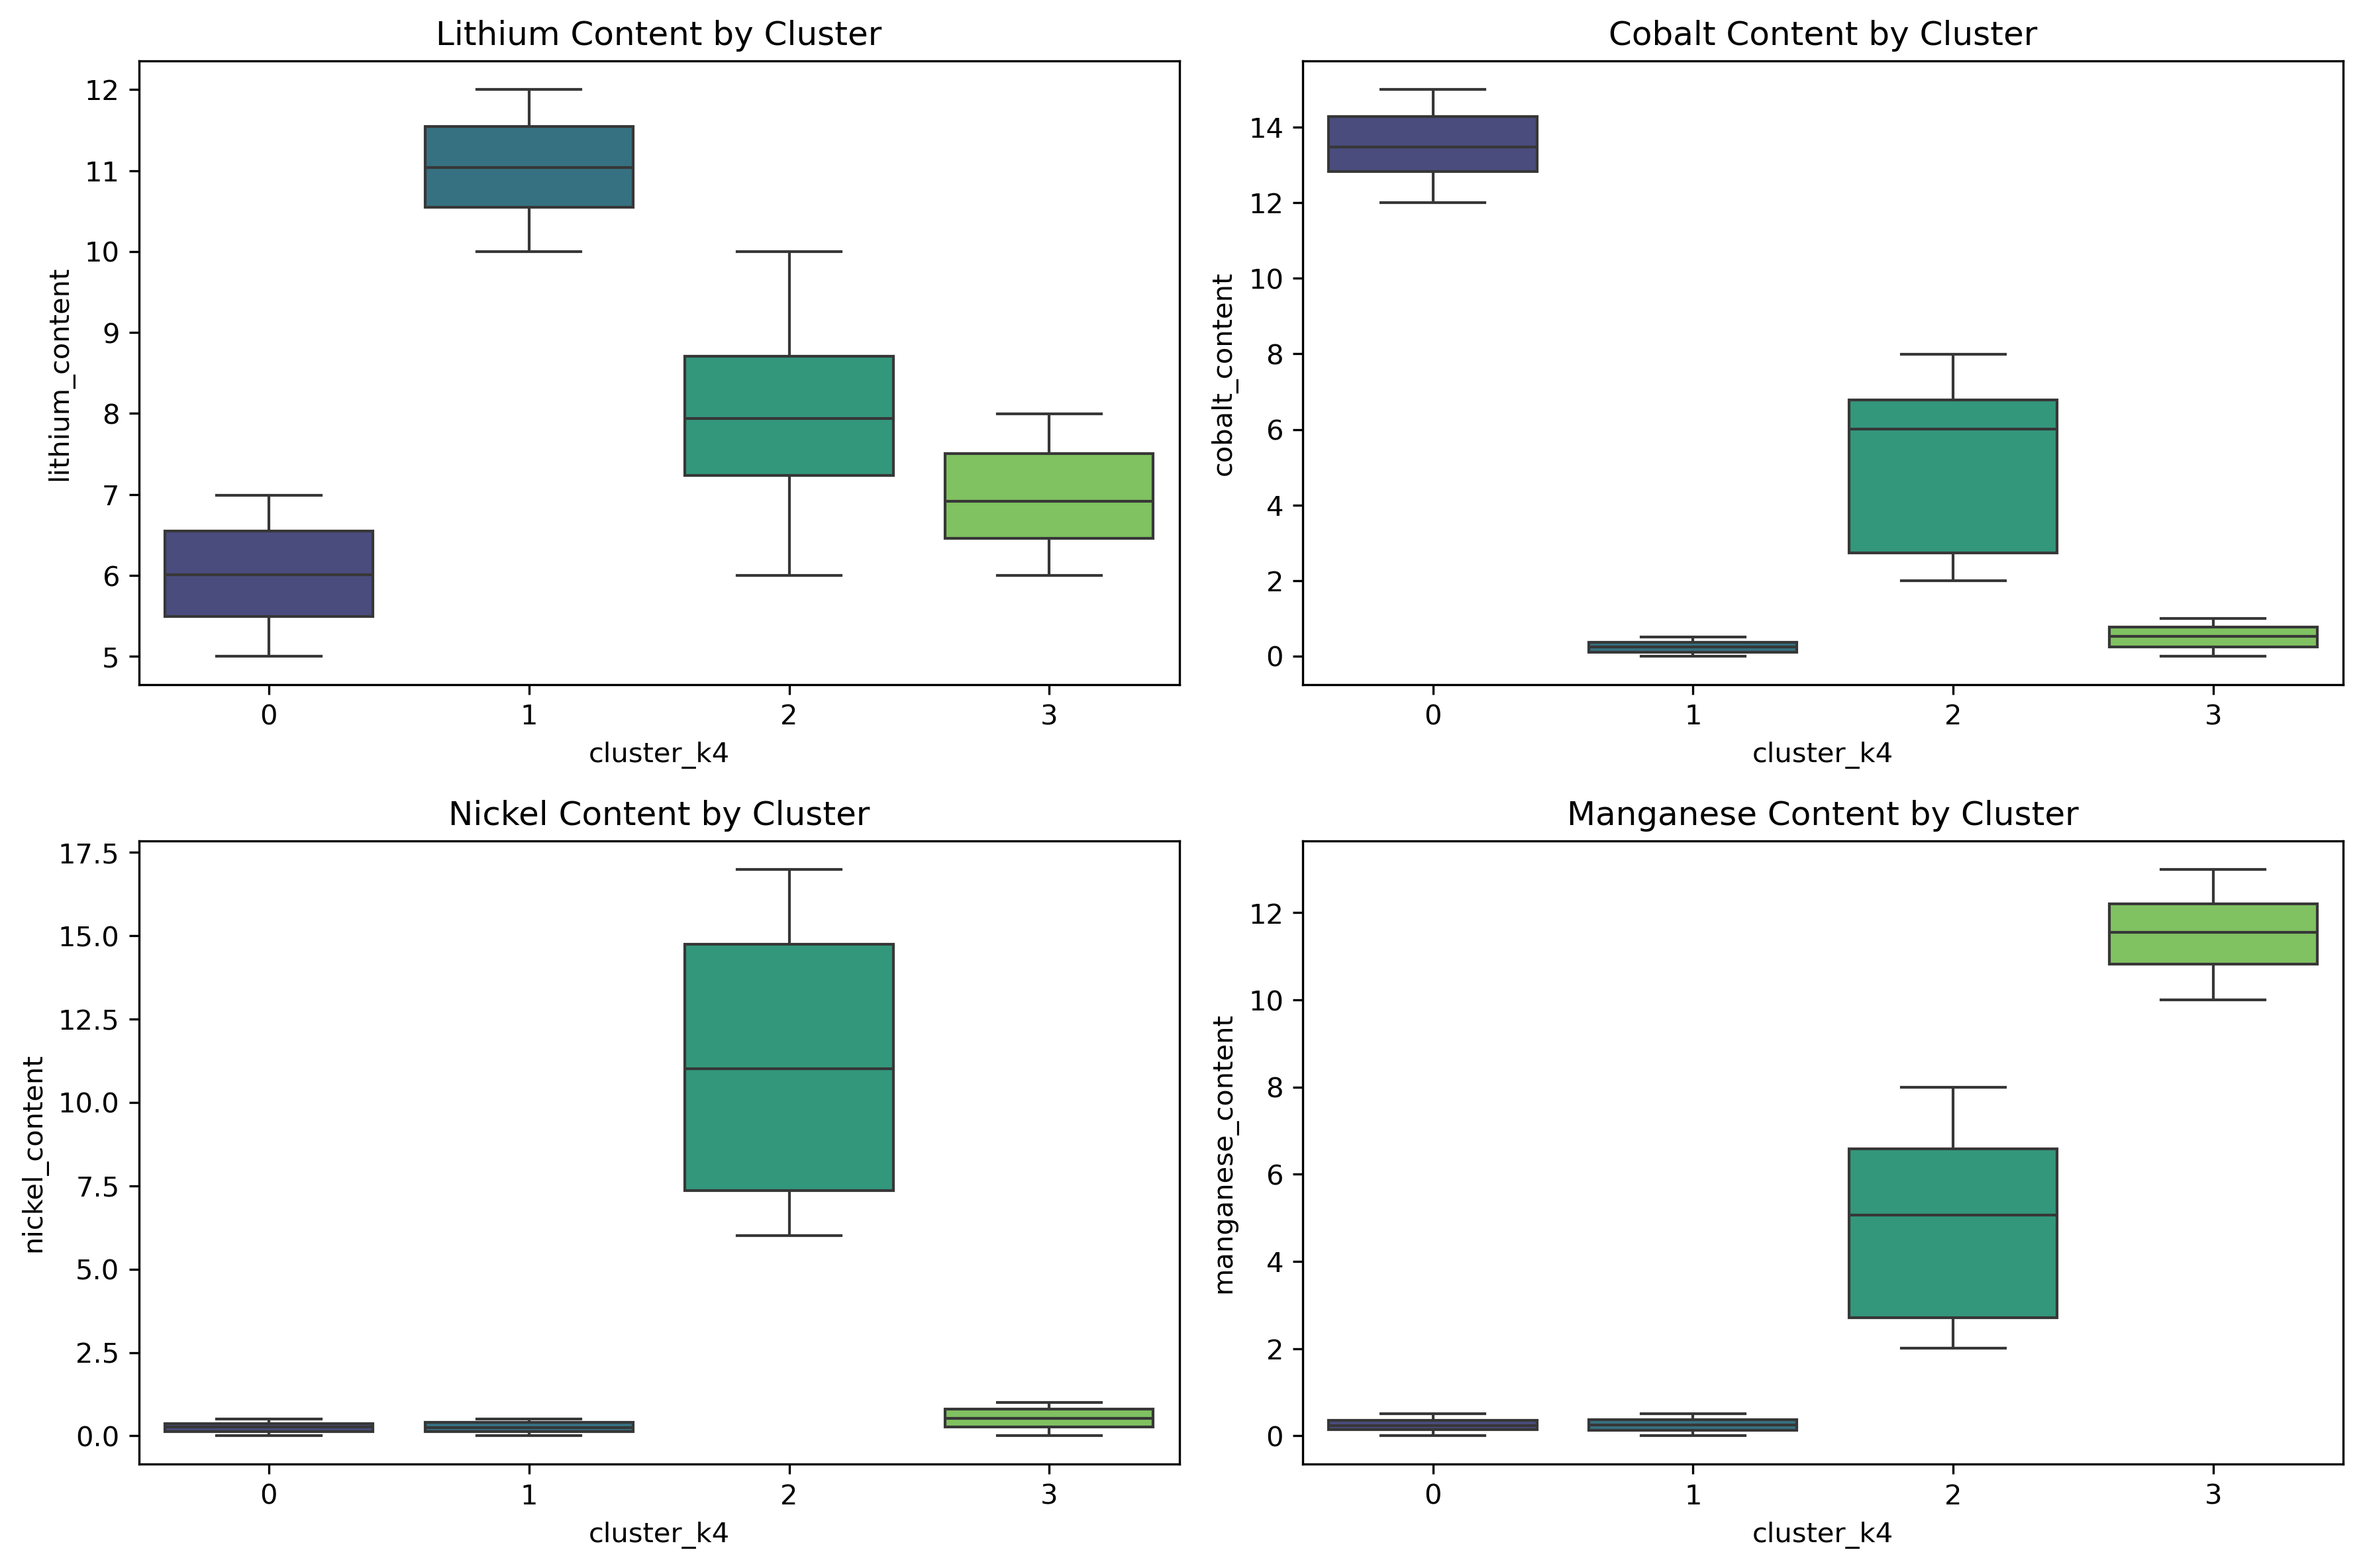 Lithium Content by Cluster
12
11
10
9
8
7
6
5
lithium_content
0 1 2 3
cluster_k4
Cobalt Content by Cluster
14
12
10
8
6
4
2
0
cobalt_content
0 1 2 3
cluster_k4
Nickel Content by Cluster
17.5
15.0
12.5
10.0
7.5
5.0
2.5
0.0
nickel_content
0 1 2 3
cluster_k4
Manganese Content by Cluster
12
10
8
6
4
2
0
manganese_content
0 1 2 3
cluster_k4